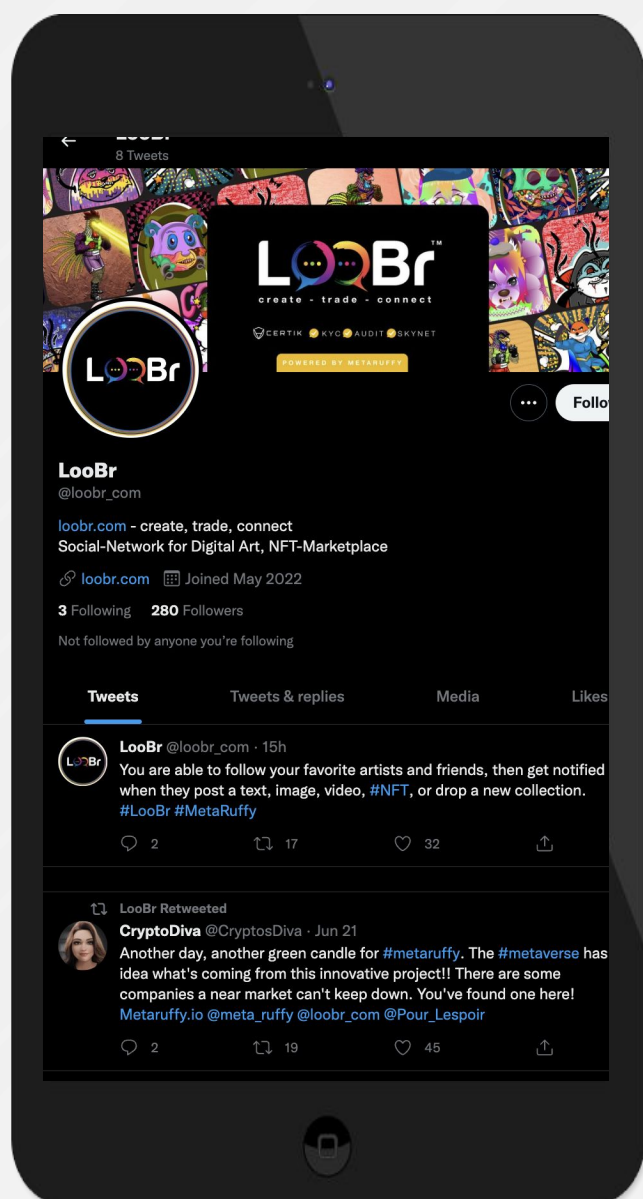 LooBr
8 Tweets
LooBr™
create - trade - connect
CERTIK KYC AUDIT SKYNET
POWERED BY METARUFFY
LooBr
Follo
LooBr
@loobr_com
loobr.com - create, trade, connect
Social-Network for Digital Art, NFT-Marketplace
loobr.com Joined May 2022
3 Following 280 Followers
Not followed by anyone you're following
Tweets Tweets & replies Media Likes
LooBr
LooBr @loobr_com · 15h
You are able to follow your favorite artists and friends, then get notified
when they post a text, image, video, #NFT, or drop a new collection.
#LooBr #MetaRuffy
2 17 32
LooBr Retweeted
CryptoDiva @CryptosDiva · Jun 21
Another day, another green candle for #metaruffy. The #metaverse has
idea what's coming from this innovative project!! There are some
companies a near market can't keep down. You've found one here!
Metaruffy.io @meta_ruffy @loobr_com @Pour_Lespoir
2 19 45